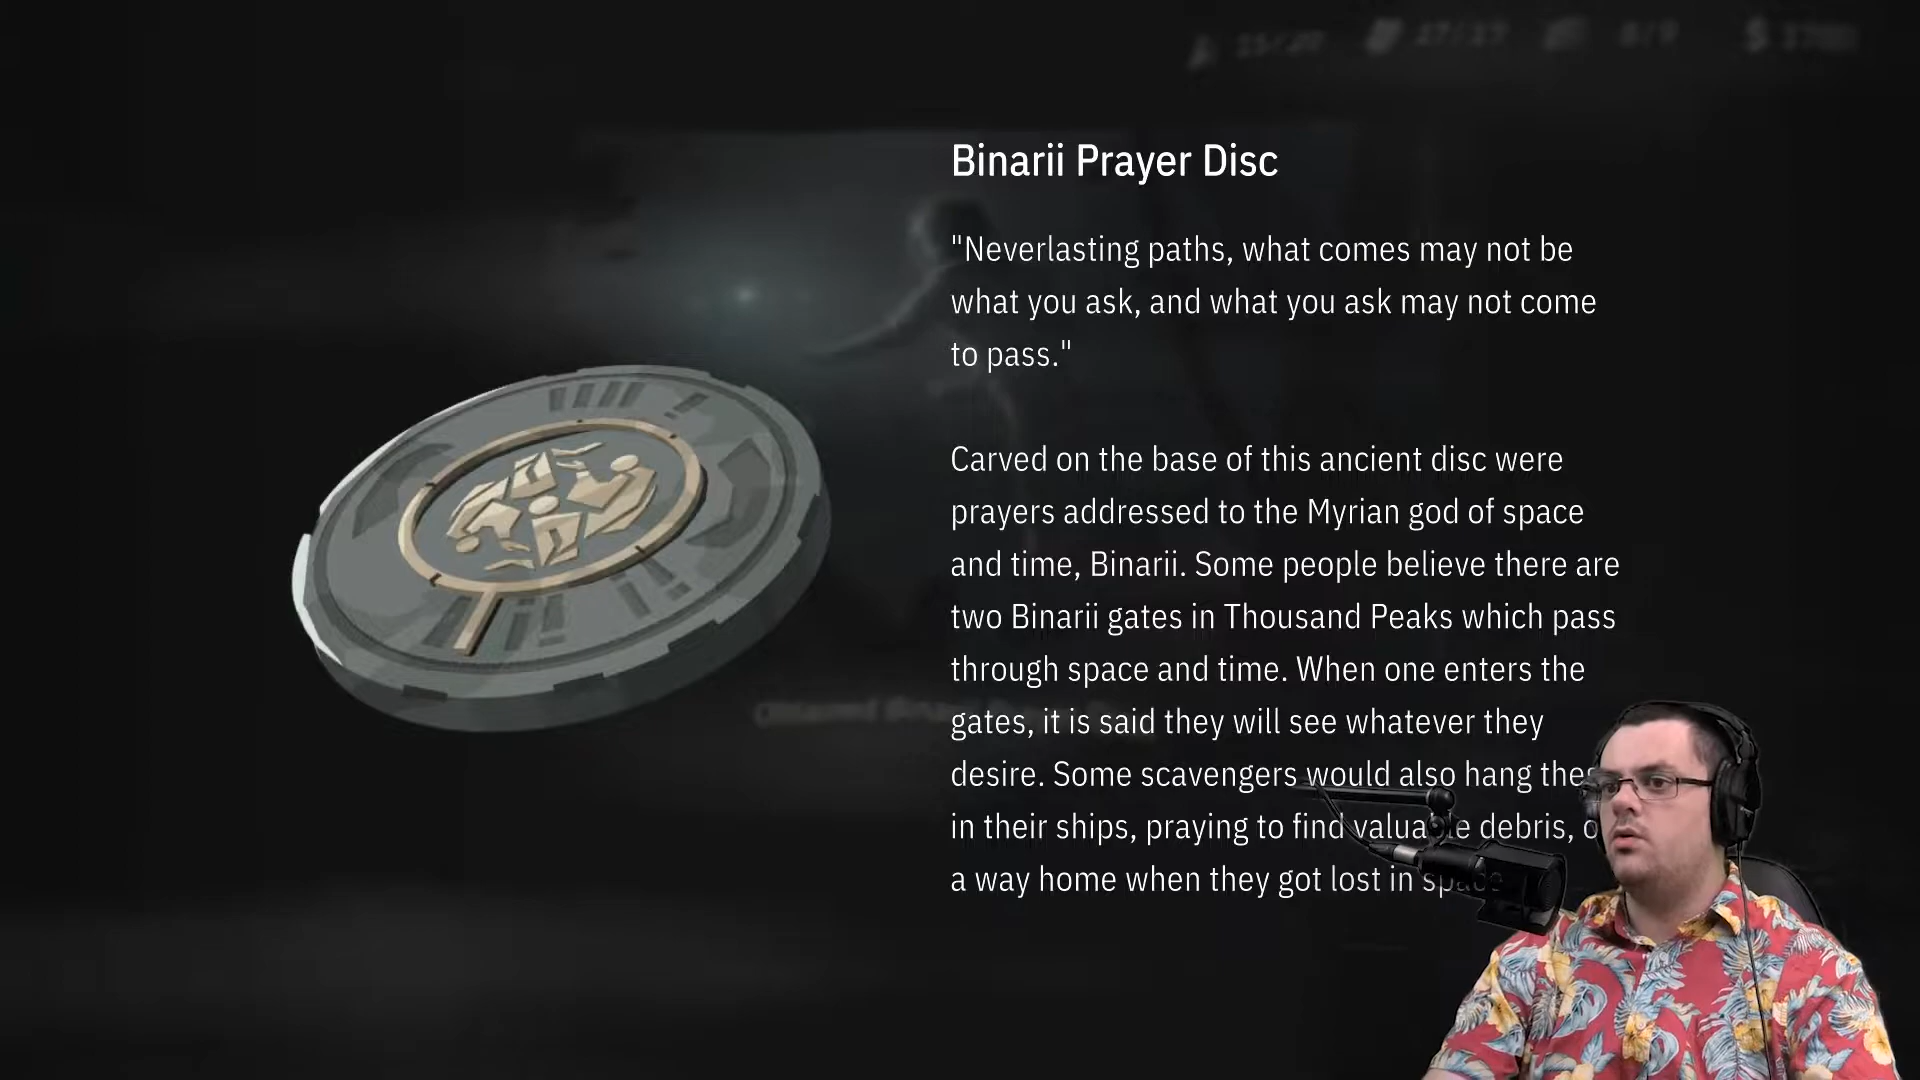 Binarii Prayer Disc
"Neverlasting paths, what comes may not be
what you ask, and what you ask may not come
to pass."
Carved on the base of this ancient disc were
prayers addressed to the Myrian god of space
and time, Binarii. Some people believe there are
two Binarii gates in Thousand Peaks which pass
through space and time. When one enters the
gates, it is said they will see whatever they
desire. Some scavengers would also hang
in their ships, praying to find valuable debris,
a way home when they got lost in space